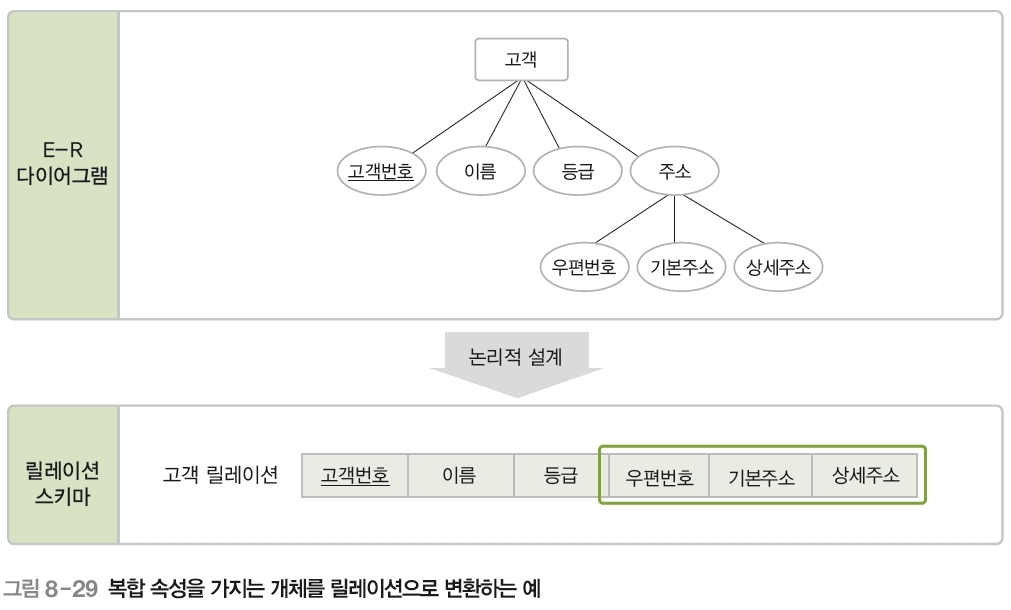 E-R
다이어그램
고객
고객번호 이름 등급 주소
우편번호 기본주소 상세주소
논리적 설계
릴레이션
스키마
고객 릴레이션 고객번호 이름 등급 우편번호 기본주소 상세주소
그림 8-29 복합 속성을 가지는 개체를 릴레이션으로 변환하는 예